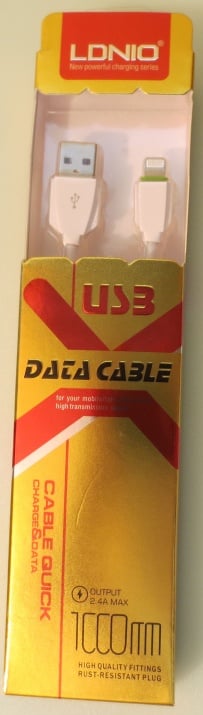 LDNIO®
New powerful charging series
USB
DATA CABLE
for your mobile
high transmission
CABLE QUICK
CHARGE&DATA
OUTPUT
2.4A MAX
1000mm
HIGH QUALITY FITTINGS
RUST-RESISTANT PLUG